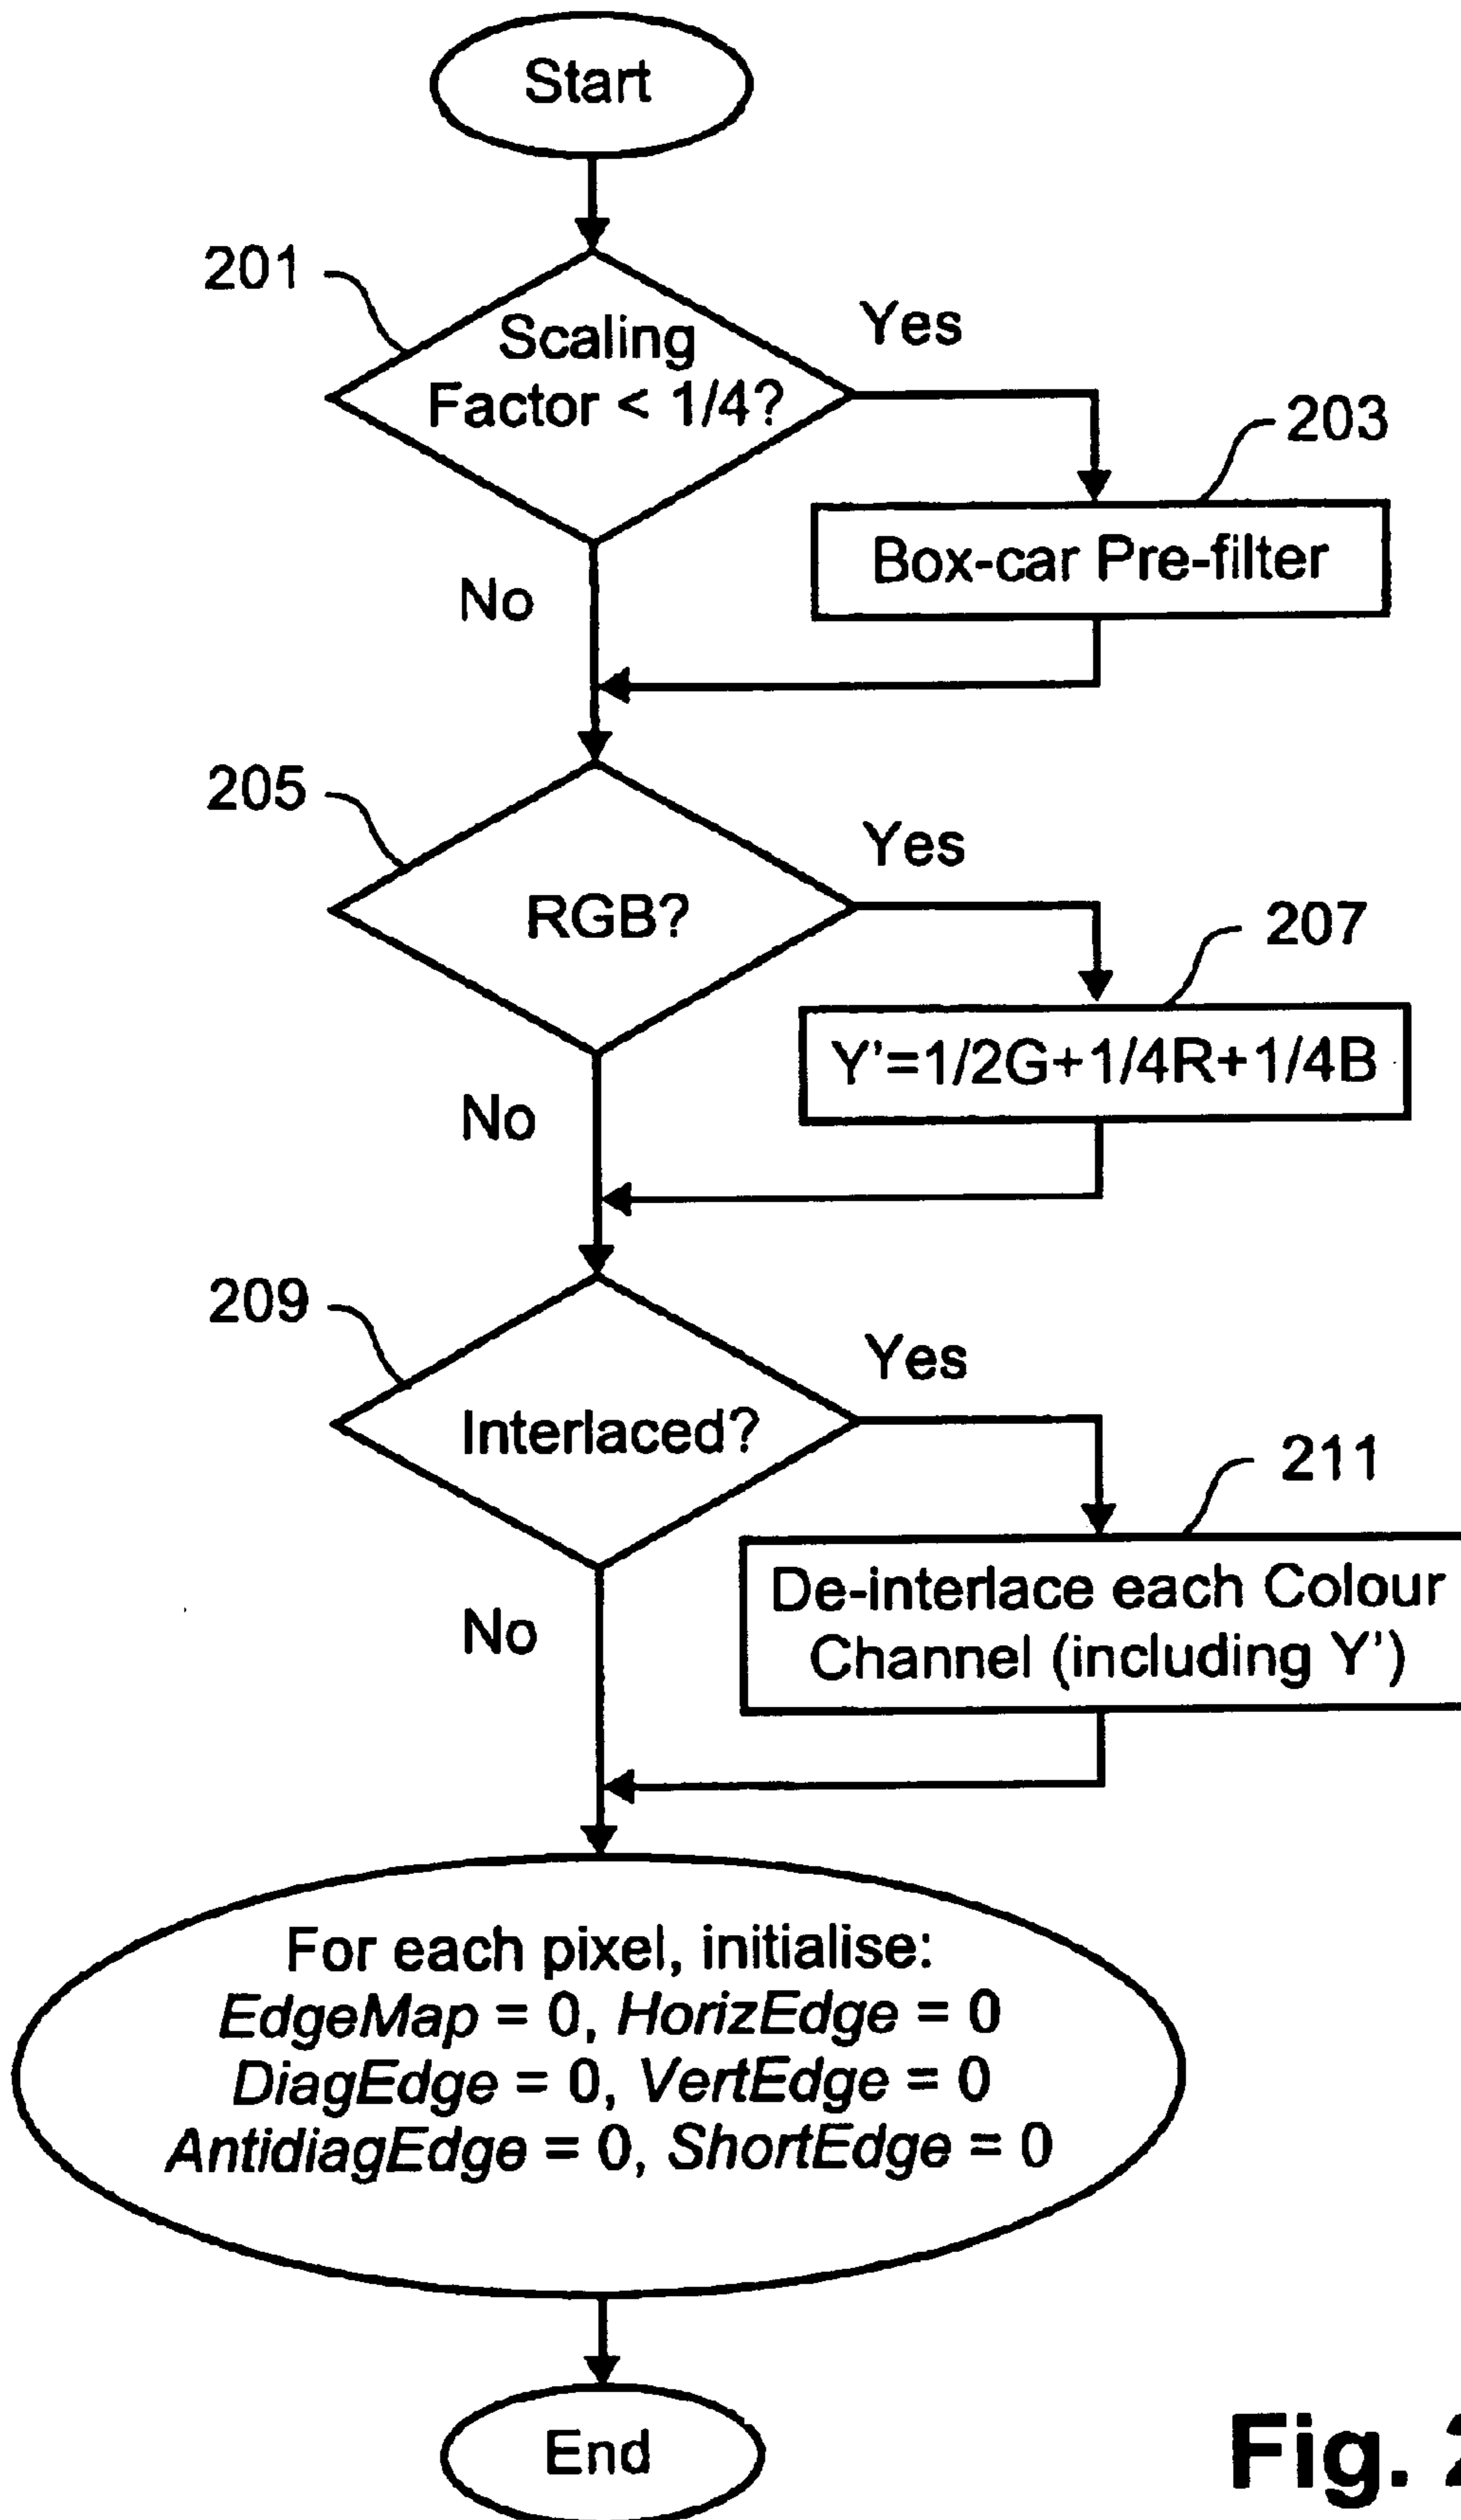 Start
201
Scaling
Factor < 1/4?
Yes
203
Box-car Pre-filter
No
205
RGB?
Yes
207
Y'=1/2G+1/4R+1/4B
No
209
Interlaced?
Yes
211
De-interlace each Colour
Channel (including Y')
No
For each pixel, initialise:
EdgeMap = 0, HorizEdge = 0
DiagEdge = 0, VertEdge = 0
AntidiagEdge = 0, ShortEdge = 0
End
Fig. 2